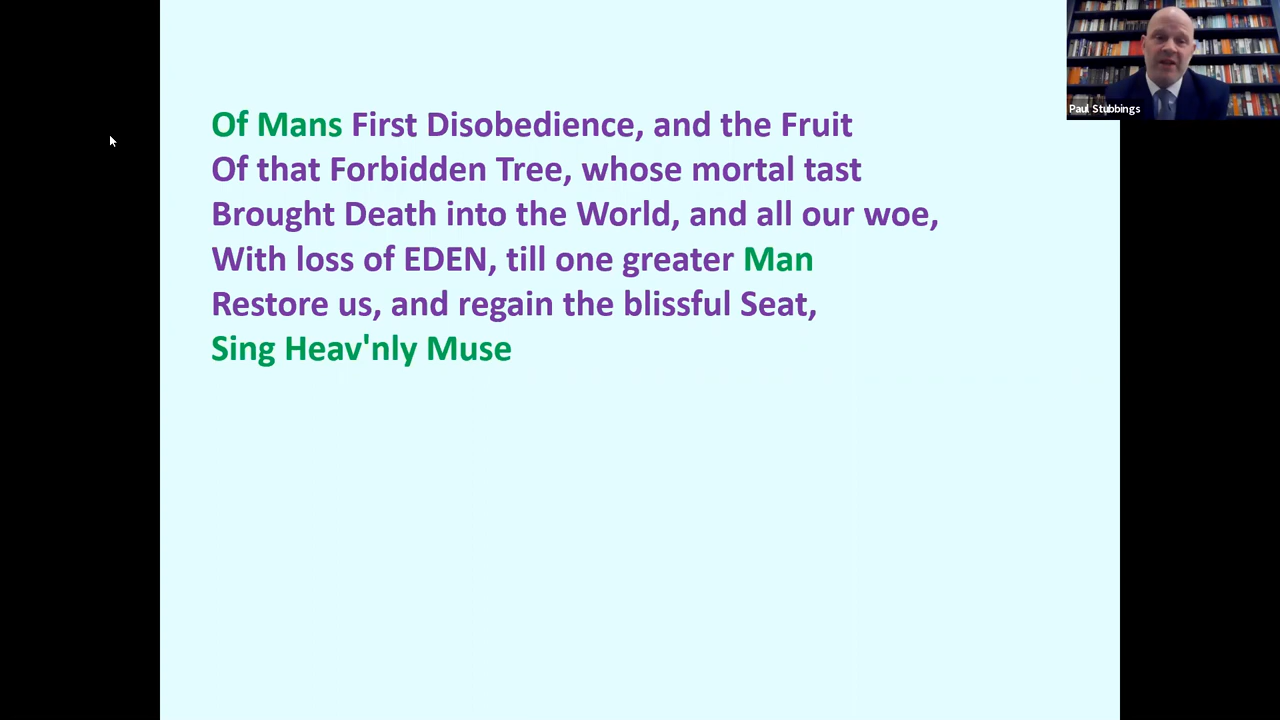 Of Mans First Disobedience, and the Fruit
Of that Forbidden Tree, whose mortal tast
Brought Death into the World, and all our woe,
With loss of EDEN, till one greater Man
Restore us, and regain the blissful Seat,
Sing Heav'nly Muse
Paul Stubbings